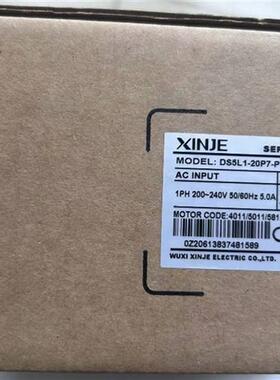 XINJE SER
MODEL: DS5L1-20P7-P
AC INPUT
1PH 200~240V 50/60Hz 5.0A
MOTOR CODE:4011/5011/581
0Z20613837481589
WUXI XINJE ELECTRIC CO.,LTD.